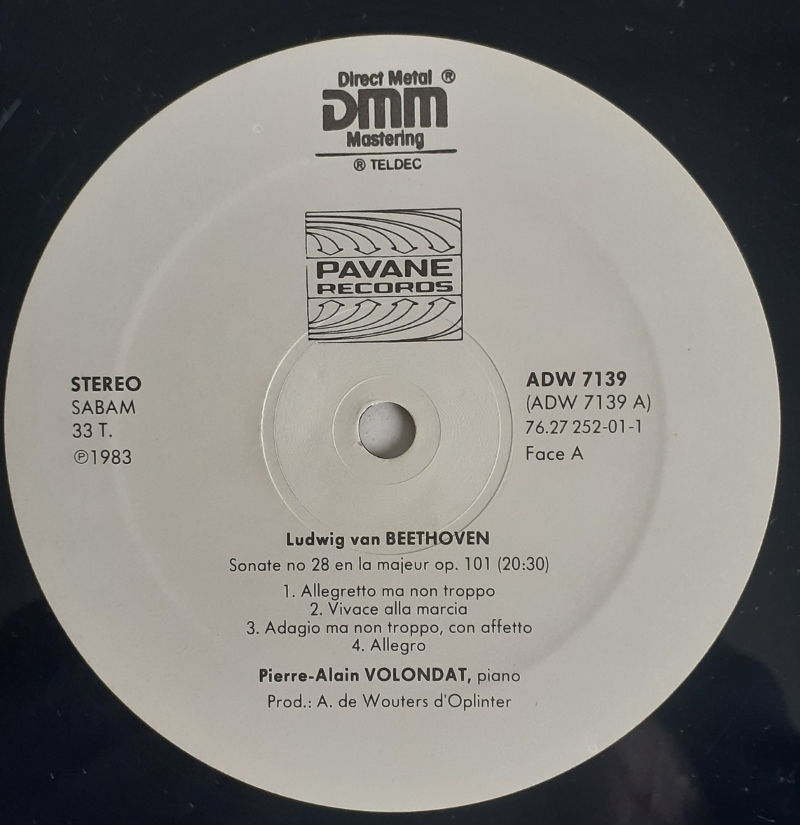 Direct Metal ®
DMM
Mastering
® TELDEC
PAVANE
RECORDS
STEREO
SABAM
33 T.
℗1983
ADW 7139
(ADW 7139 A)
76.27 252-01-1
Face A
Ludwig van BEETHOVEN
Sonate no 28 en la majeur op. 101 (20:30)
1. Allegretto ma non troppo
2. Vivace alla marcia
3. Adagio ma non troppo, con affetto
4. Allegro
Pierre-Alain VOLONDAT, piano
Prod.: A. de Wouters d'Oplinter